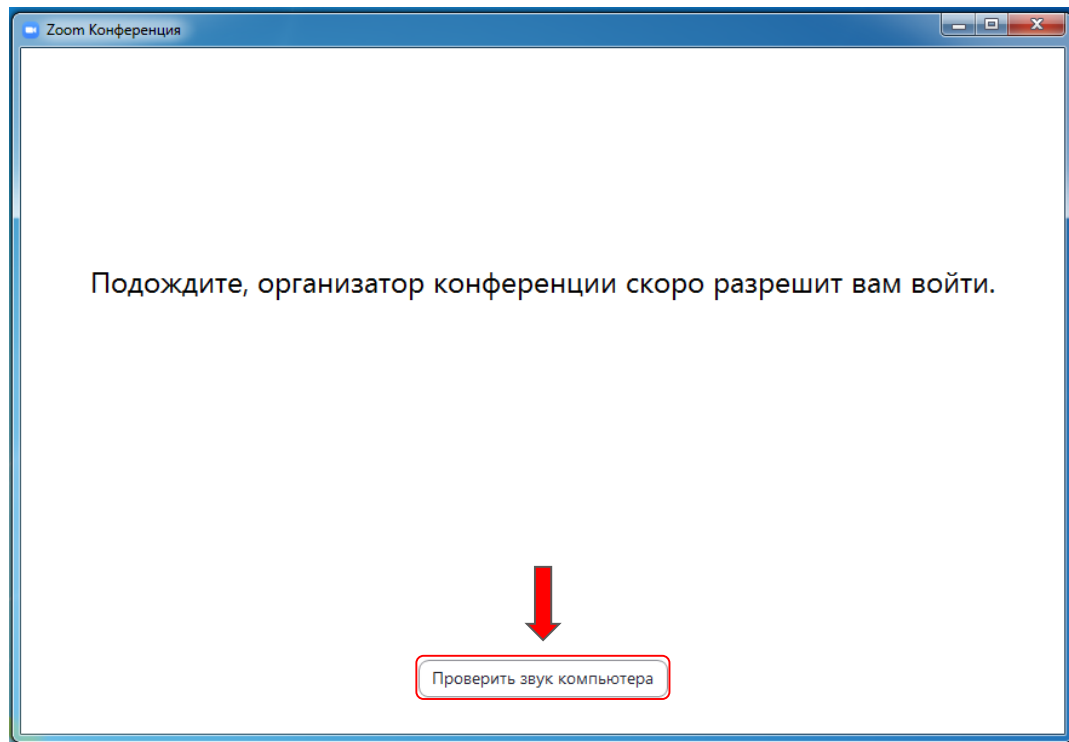 Zoom Конференция
Подождите, организатор конференции скоро разрешит вам войти.
Проверить звук компьютера